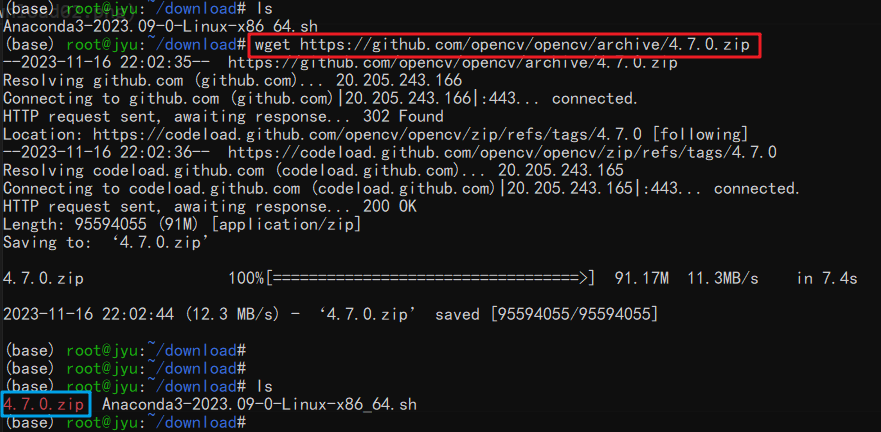 (base) root@jyu:~/download# ls
Anaconda3-2023.09-0-Linux-x86_64.sh
(base) root@jyu:~/download# wget https://github.com/opencv/opencv/archive/4.7.0.zip
--2023-11-16 22:02:35-- https://github.com/opencv/opencv/archive/4.7.0.zip
Resolving github.com (github.com)... 20.205.243.166
Connecting to github.com (github.com)|20.205.243.166|:443... connected.
HTTP request sent, awaiting response... 302 Found
Location: https://codeload.github.com/opencv/opencv/zip/refs/tags/4.7.0 [following]
--2023-11-16 22:02:36-- https://codeload.github.com/opencv/opencv/zip/refs/tags/4.7.0
Resolving codeload.github.com (codeload.github.com)... 20.205.243.165
Connecting to codeload.github.com (codeload.github.com)|20.205.243.165|:443... connected.
HTTP request sent, awaiting response... 200 OK
Length: 95594055 (91M) [application/zip]
Saving to: ‘4.7.0.zip’
4.7.0.zip 100%[==================================>] 91.17M 11.3MB/s in 7.4s
2023-11-16 22:02:44 (12.3 MB/s) - ‘4.7.0.zip’ saved [95594055/95594055]
(base) root@jyu:~/download#
(base) root@jyu:~/download#
(base) root@jyu:~/download# ls
4.7.0.zip Anaconda3-2023.09-0-Linux-x86_64.sh
(base) root@jyu:~/download#